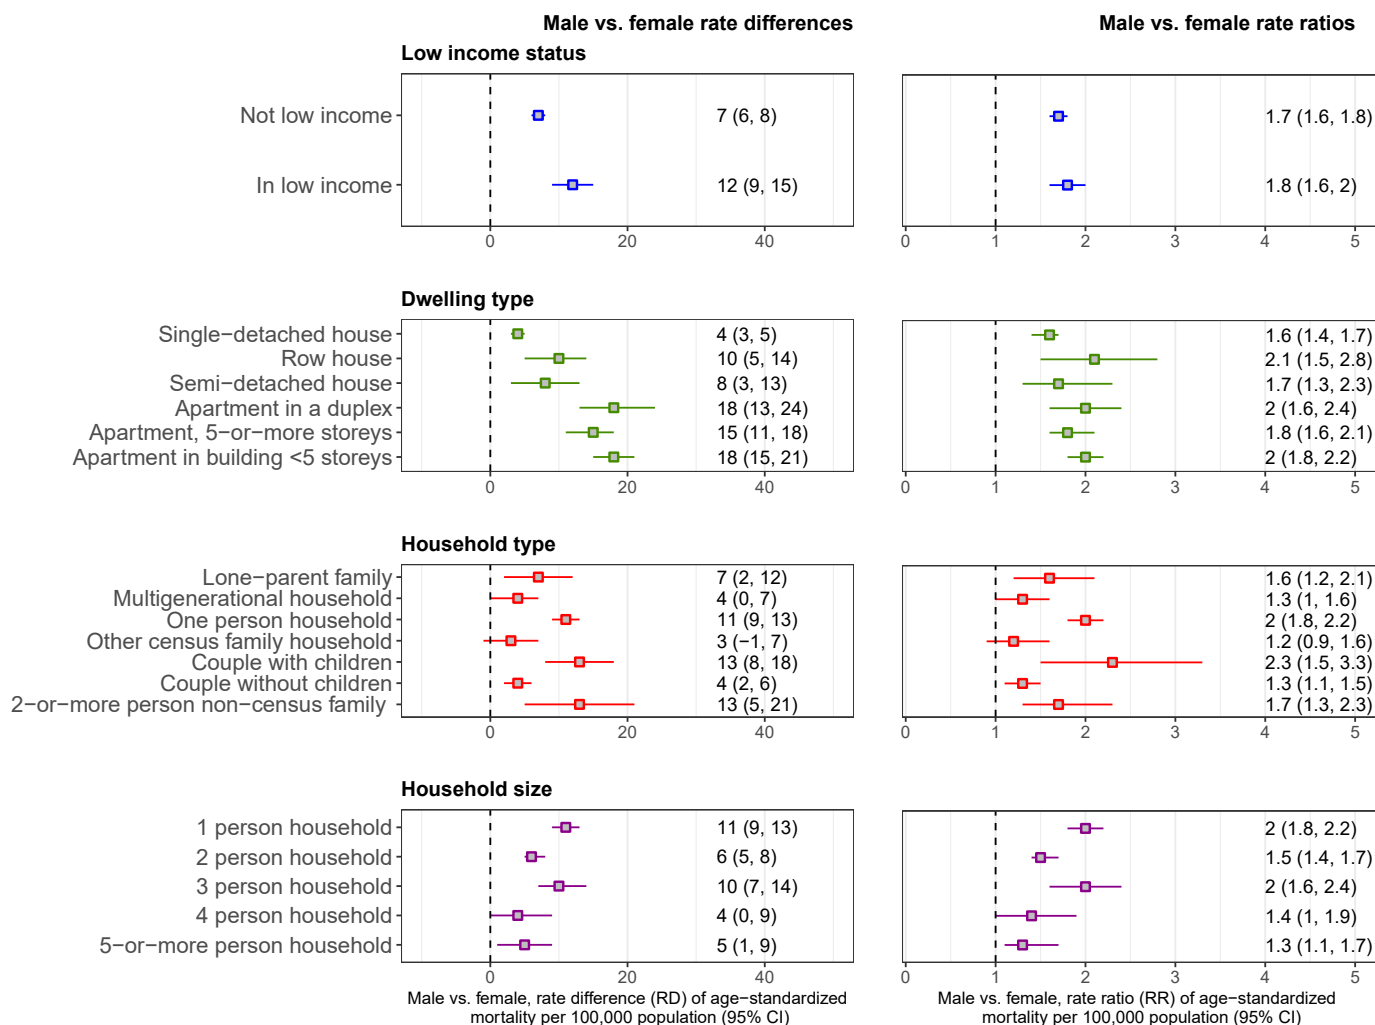 Male vs. female rate differences
Male vs. female rate ratios
Low income status
Not low income 7 (6, 8) 1.7 (1.6, 1.8)
In low income 12 (9, 15) 1.8 (1.6, 2)
0 20 40 0 1 2 3 4 5
Dwelling type
Single−detached house 4 (3, 5) 1.6 (1.4, 1.7)
Row house 10 (5, 14) 2.1 (1.5, 2.8)
Semi−detached house 8 (3, 13) 1.7 (1.3, 2.3)
Apartment in a duplex 18 (13, 24) 2 (1.6, 2.4)
Apartment, 5−or−more storeys 15 (11, 18) 1.8 (1.6, 2.1)
Apartment in building <5 storeys 18 (15, 21) 2 (1.8, 2.2)
0 20 40 0 1 2 3 4 5
Household type
Lone−parent family 7 (2, 12) 1.6 (1.2, 2.1)
Multigenerational household 4 (0, 7) 1.3 (1, 1.6)
One person household 11 (9, 13) 2 (1.8, 2.2)
Other census family household 3 (−1, 7) 1.2 (0.9, 1.6)
Couple with children 13 (8, 18) 2.3 (1.5, 3.3)
Couple without children 4 (2, 6) 1.3 (1.1, 1.5)
2−or−more person non−census family 13 (5, 21) 1.7 (1.3, 2.3)
0 20 40 0 1 2 3 4 5
Household size
1 person household 11 (9, 13) 2 (1.8, 2.2)
2 person household 6 (5, 8) 1.5 (1.4, 1.7)
3 person household 10 (7, 14) 2 (1.6, 2.4)
4 person household 4 (0, 9) 1.4 (1, 1.9)
5−or−more person household 5 (1, 9) 1.3 (1.1, 1.7)
0 20 40 0 1 2 3 4 5
Male vs. female, rate difference (RD) of age−standardized
mortality per 100,000 population (95% CI)
Male vs. female, rate ratio (RR) of age−standardized
mortality per 100,000 population (95% CI)